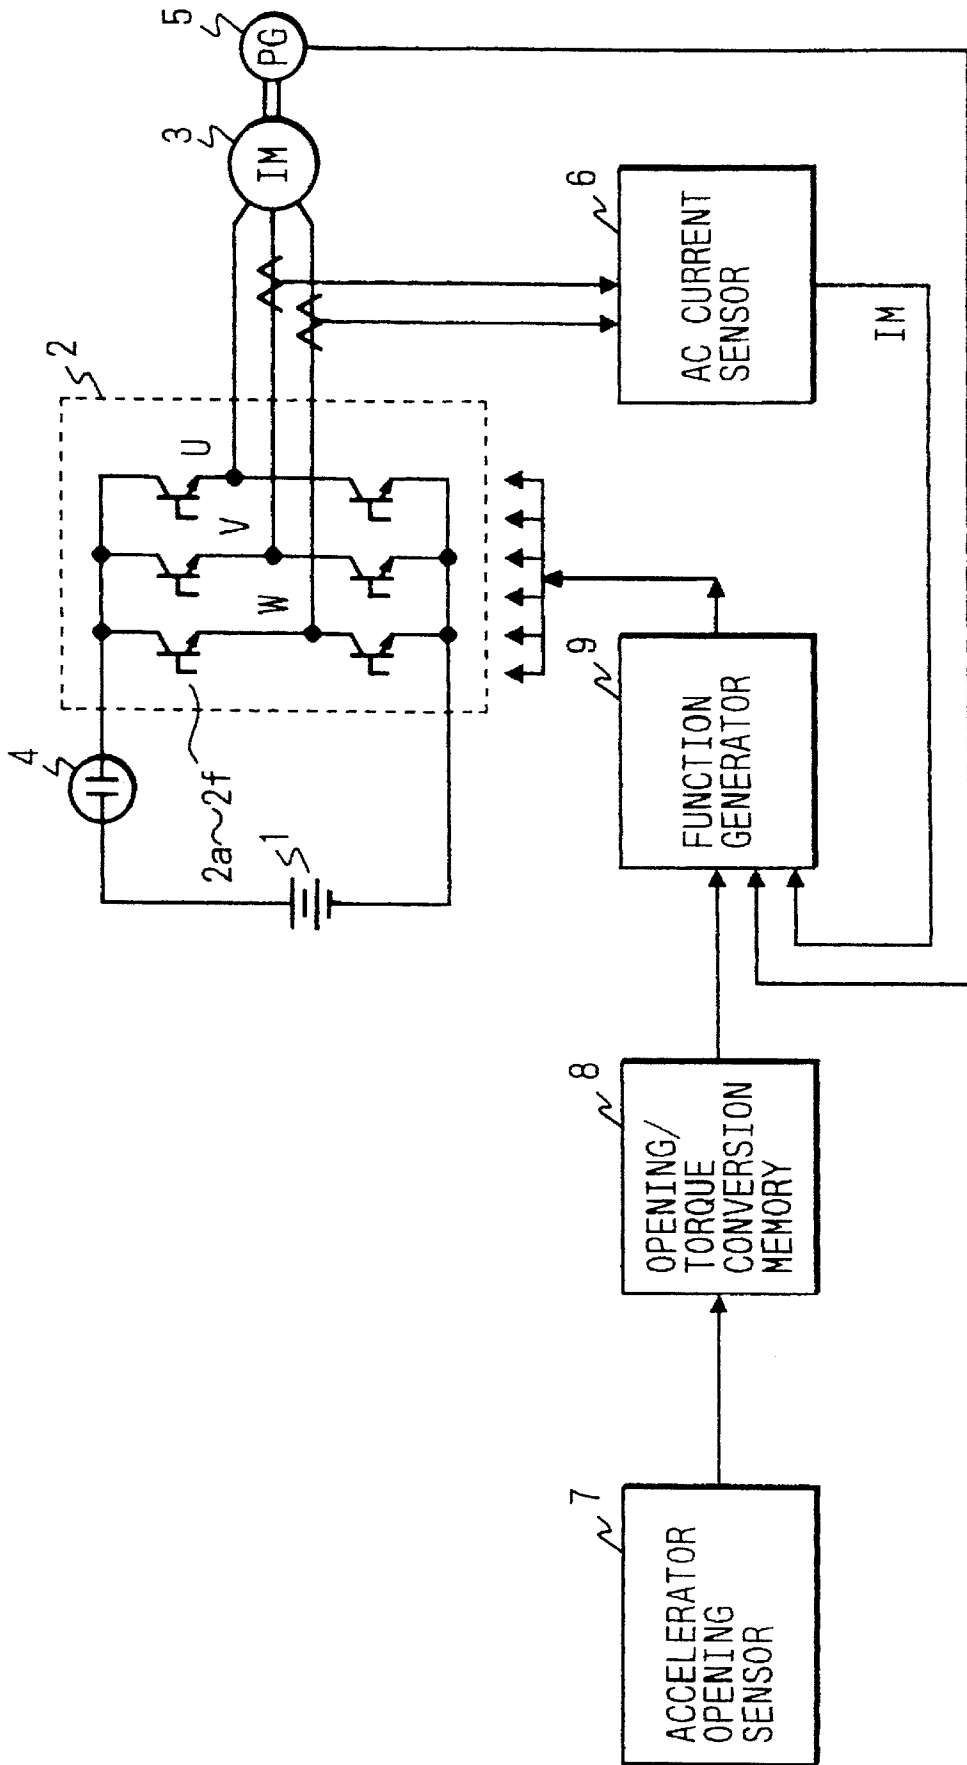 4
2
3
5
PG
IM
U
V
W
2a~2f
1
7
ACCELERATOR
OPENING
SENSOR
8
OPENING/
TORQUE
CONVERSION
MEMORY
9
FUNCTION
GENERATOR
6
AC CURRENT
SENSOR
IM